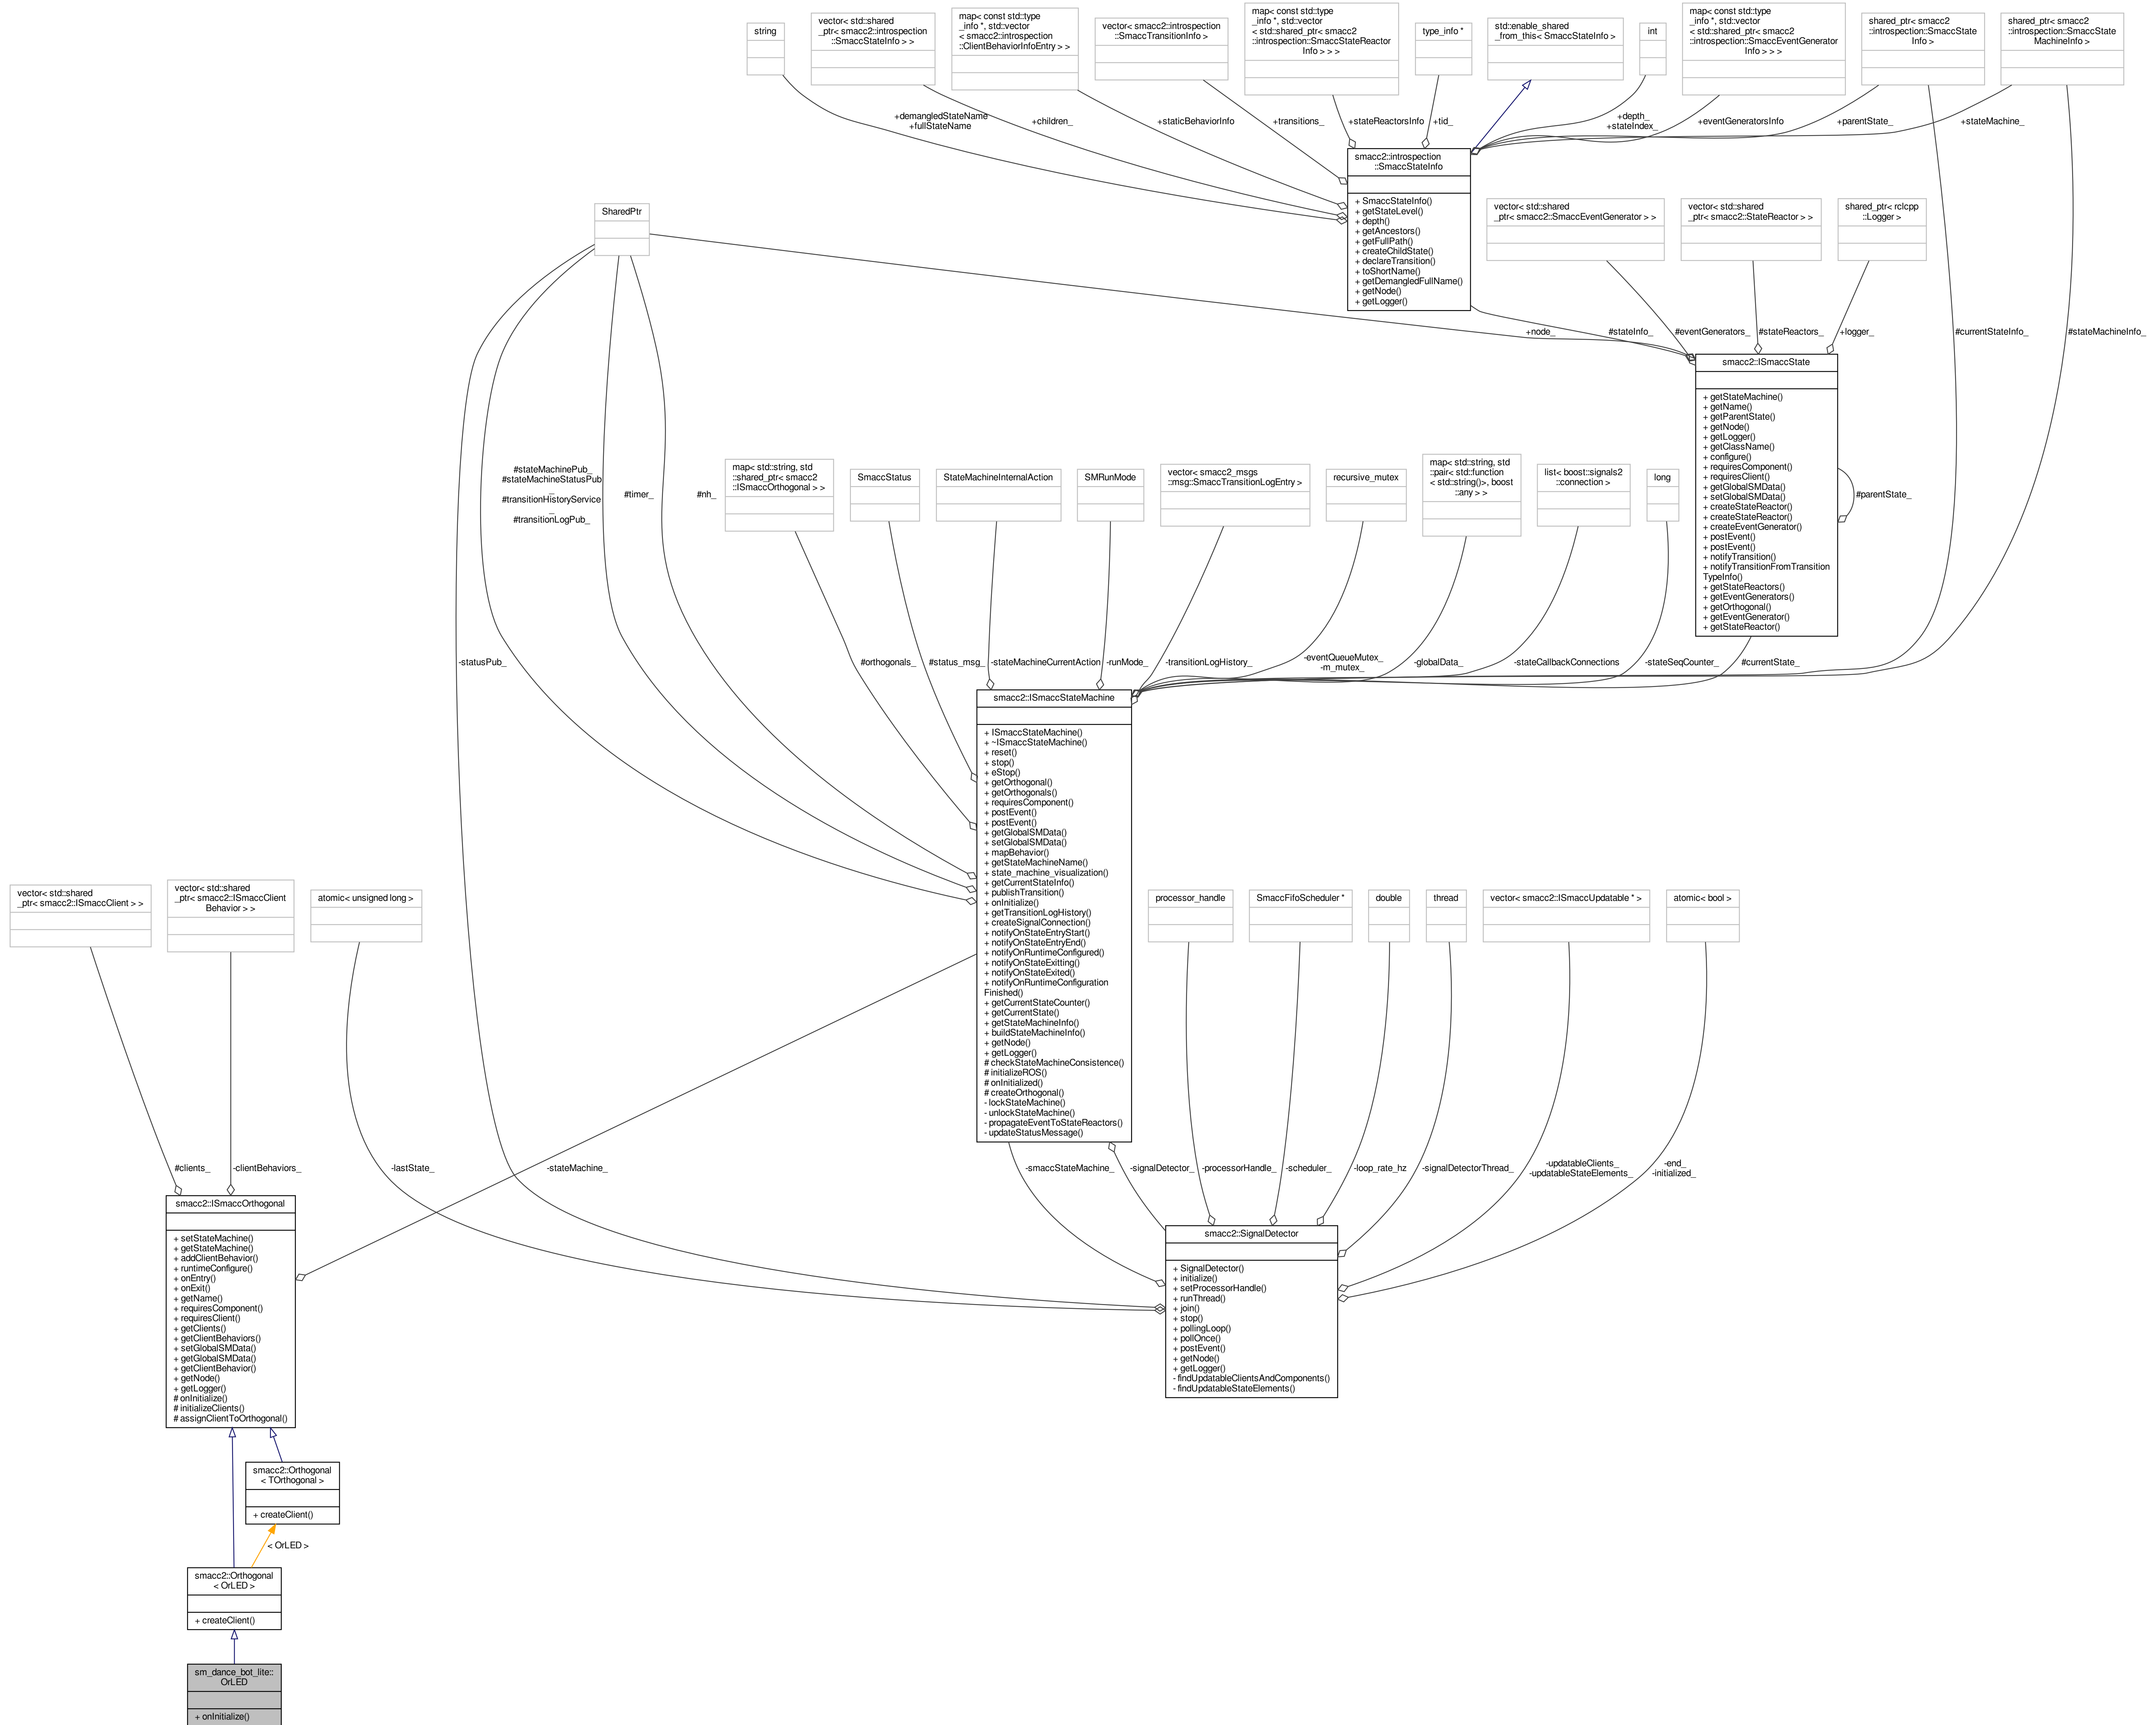 string
vector< std::shared
_ptr< smacc2::introspection
::SmaccStateInfo > >
map< const std::type
_info *, std::vector
< smacc2::introspection
::ClientBehaviorInfoEntry > >
vector< smacc2::introspection
::SmaccTransitionInfo >
map< const std::type
_info *, std::vector
< std::shared_ptr< smacc2
::introspection::SmaccStateReactor
Info > > >
type_info *
std::enable_shared
_from_this< SmaccStateInfo >
int
map< const std::type
_info *, std::vector
< std::shared_ptr< smacc2
::introspection::SmaccEventGenerator
Info > > >
shared_ptr< smacc2
::introspection::SmaccState
Info >
shared_ptr< smacc2
::introspection::SmaccState
MachineInfo >
+demangledStateName
+fullStateName
+children_
+staticBehaviorInfo
+transitions_
+stateReactorsInfo
+tid_
+depth_
+stateIndex_
+eventGeneratorsInfo
+parentState_
+stateMachine_
smacc2::introspection
::SmaccStateInfo
+ SmaccStateInfo()
+ getStateLevel()
+ depth()
+ getAncestors()
+ getFullPath()
+ createChildState()
+ declareTransition()
+ toShortName()
+ getDemangledFullName()
+ getNode()
+ getLogger()
SharedPtr
vector< std::shared
_ptr< smacc2::SmaccEventGenerator > >
vector< std::shared
_ptr< smacc2::StateReactor > >
shared_ptr< rclcpp
::Logger >
+node_
#stateInfo_
#eventGenerators_
#stateReactors_
+logger_
#currentStateInfo_
#stateMachineInfo_
smacc2::ISmaccState
+ getStateMachine()
+ getName()
+ getParentState()
+ getNode()
+ getLogger()
+ getClassName()
+ configure()
+ requiresComponent()
+ requiresClient()
+ getGlobalSMData()
+ setGlobalSMData()
+ createStateReactor()
+ createStateReactor()
+ createEventGenerator()
+ postEvent()
+ postEvent()
+ notifyTransition()
+ notifyTransitionFromTransition
TypeInfo()
+ getStateReactors()
+ getEventGenerators()
+ getOrthogonal()
+ getEventGenerator()
+ getStateReactor()
#parentState_
#stateMachinePub_
#stateMachineStatusPub
_
#transitionHistoryService
_
#transitionLogPub_
#timer_
#nh_
map< std::string, std
::shared_ptr< smacc2
::ISmaccOrthogonal > >
SmaccStatus
StateMachineInternalAction
SMRunMode
vector< smacc2_msgs
::msg::SmaccTransitionLogEntry >
recursive_mutex
map< std::string, std
::pair< std::function
< std::string()>, boost
::any > >
list< boost::signals2
::connection >
long
-statusPub_
#orthogonals_
#status_msg_
-stateMachineCurrentAction
-runMode_
-transitionLogHistory_
-eventQueueMutex_
-m_mutex_
-globalData_
-stateCallbackConnections
-stateSeqCounter_
#currentState_
smacc2::ISmaccStateMachine
+ ISmaccStateMachine()
+ ~ISmaccStateMachine()
+ reset()
+ stop()
+ eStop()
+ getOrthogonal()
+ getOrthogonals()
+ requiresComponent()
+ postEvent()
+ postEvent()
+ getGlobalSMData()
+ setGlobalSMData()
+ mapBehavior()
+ getStateMachineName()
+ state_machine_visualization()
+ getCurrentStateInfo()
+ publishTransition()
+ onInitialize()
+ getTransitionLogHistory()
+ createSignalConnection()
+ notifyOnStateEntryStart()
+ notifyOnStateEntryEnd()
+ notifyOnRuntimeConfigured()
+ notifyOnStateExitting()
+ notifyOnStateExited()
+ notifyOnRuntimeConfiguration
Finished()
+ getCurrentStateCounter()
+ getCurrentState()
+ getStateMachineInfo()
+ buildStateMachineInfo()
+ getNode()
+ getLogger()
# checkStateMachineConsistence()
# initializeROS()
# onInitialized()
# createOrthogonal()
- lockStateMachine()
- unlockStateMachine()
- propagateEventToStateReactors()
- updateStatusMessage()
vector< std::shared
_ptr< smacc2::ISmaccClient > >
vector< std::shared
_ptr< smacc2::ISmaccClient
Behavior > >
atomic< unsigned long >
processor_handle
SmaccFifoScheduler *
double
thread
vector< smacc2::ISmaccUpdatable * >
atomic< bool >
#clients_
-clientBehaviors_
-lastState_
-stateMachine_
-smaccStateMachine_
-signalDetector_
-processorHandle_
-scheduler_
-loop_rate_hz
-signalDetectorThread_
-updatableClients_
-updatableStateElements_
-end_
-initialized_
smacc2::ISmaccOrthogonal
+ setStateMachine()
+ getStateMachine()
+ addClientBehavior()
+ runtimeConfigure()
+ onEntry()
+ onExit()
+ getName()
+ requiresComponent()
+ requiresClient()
+ getClients()
+ getClientBehaviors()
+ setGlobalSMData()
+ getGlobalSMData()
+ getClientBehavior()
+ getNode()
+ getLogger()
# onInitialize()
# initializeClients()
# assignClientToOrthogonal()
smacc2::SignalDetector
+ SignalDetector()
+ initialize()
+ setProcessorHandle()
+ runThread()
+ join()
+ stop()
+ pollingLoop()
+ pollOnce()
+ postEvent()
+ getNode()
+ getLogger()
- findUpdatableClientsAndComponents()
- findUpdatableStateElements()
smacc2::Orthogonal
< TOrthogonal >
+ createClient()
< OrLED >
smacc2::Orthogonal
< OrLED >
+ createClient()
sm_dance_bot_lite::
OrLED
+ onInitialize()